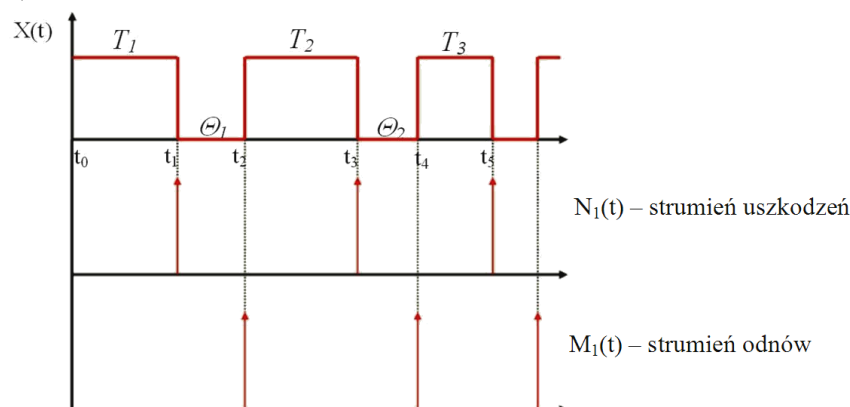 X(t)
T₁ T₂ T₃
Θ₁ Θ₂
t₀ t₁ t₂ t₃ t₄ t₅
N₁(t) – strumień uszkodzeń
M₁(t) – strumień odnów